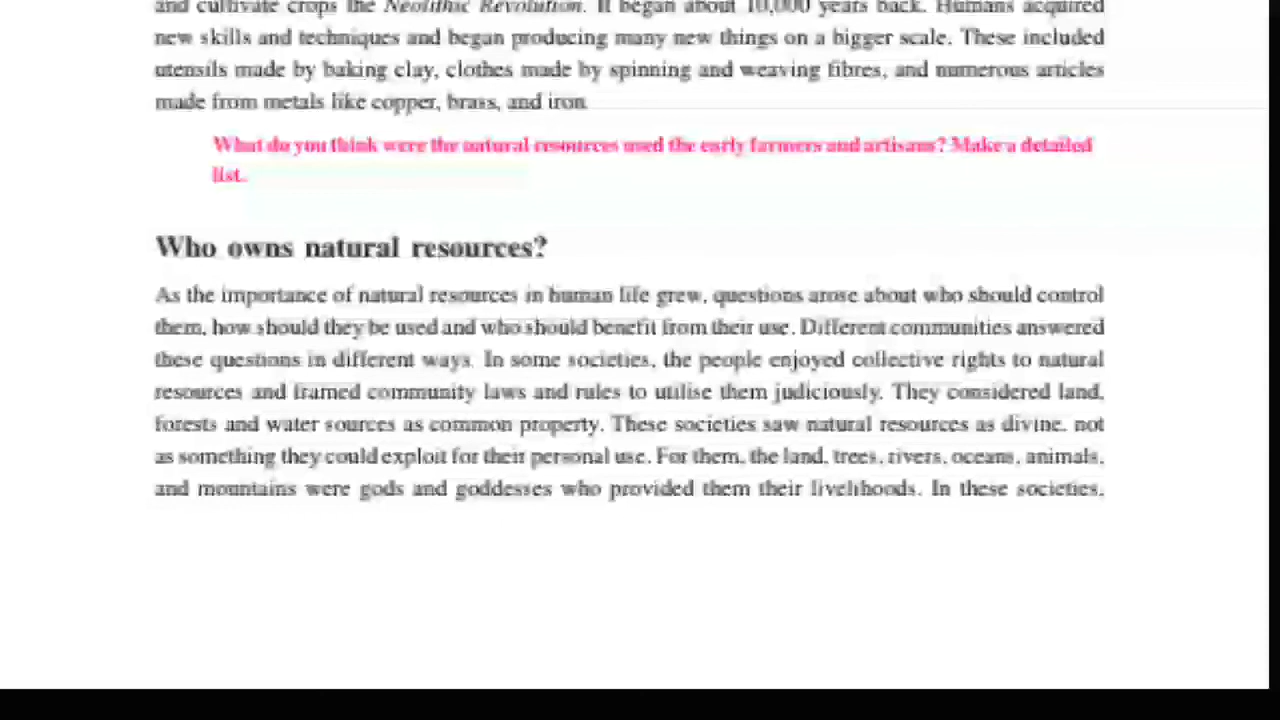 and cultivate crops the Neolithic Revolution. It began about 10,000 years back. Humans acquired
new skills and techniques and began producing many new things on a bigger scale. These included
utensils made by baking clay, clothes made by spinning and weaving fibres, and numerous articles
made from metals like copper, brass, and iron.
What do you think were the natural resources used the early farmers and artisans? Make a detailed
list.
Who owns natural resources?
As the importance of natural resources in human life grew, questions arose about who should control
them, how should they be used and who should benefit from their use. Different communities answered
these questions in different ways. In some societies, the people enjoyed collective rights to natural
resources and framed community laws and rules to utilise them judiciously. They considered land,
forests and water sources as common property. These societies saw natural resources as divine, not
as something they could exploit for their personal use. For them, the land, trees, rivers, oceans, animals,
and mountains were gods and goddesses who provided them their livelihoods. In these societies,